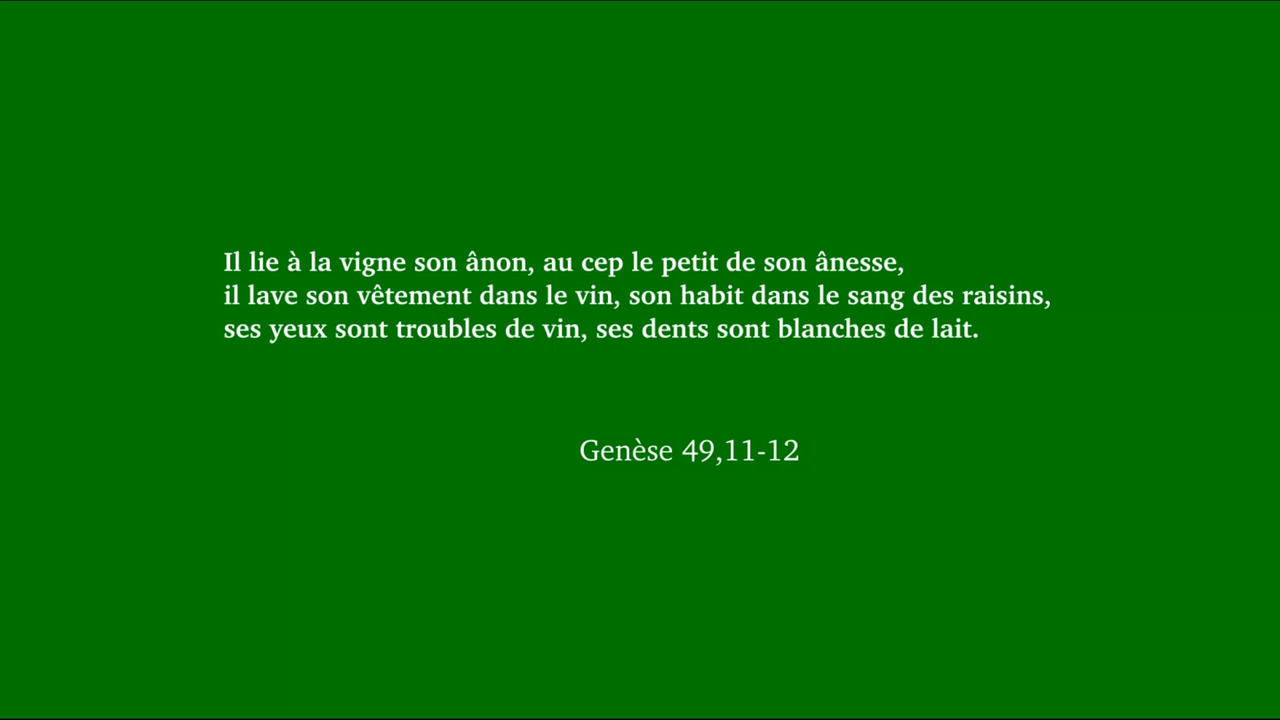 Il lie à la vigne son ânon, au cep le petit de son ânesse,
il lave son vêtement dans le vin, son habit dans le sang des raisins,
ses yeux sont troubles de vin, ses dents sont blanches de lait.
Genèse 49,11-12